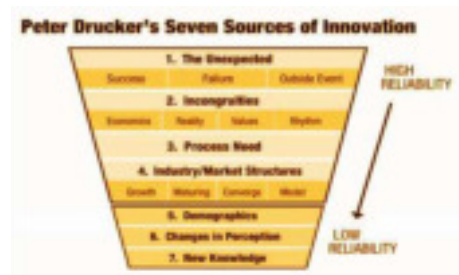 Peter Drucker's Seven Sources of Innovation
1. The Unexpected
Success Failure Outside Event
2. Incongruities
Economics Reality Values Rhythm
3. Process Need
4. Industry/Market Structures
Growth Maturing Converge Model
5. Demographics
6. Changes in Perception
7. New Knowledge
HIGH
RELIABILITY
LOW
RELIABILITY